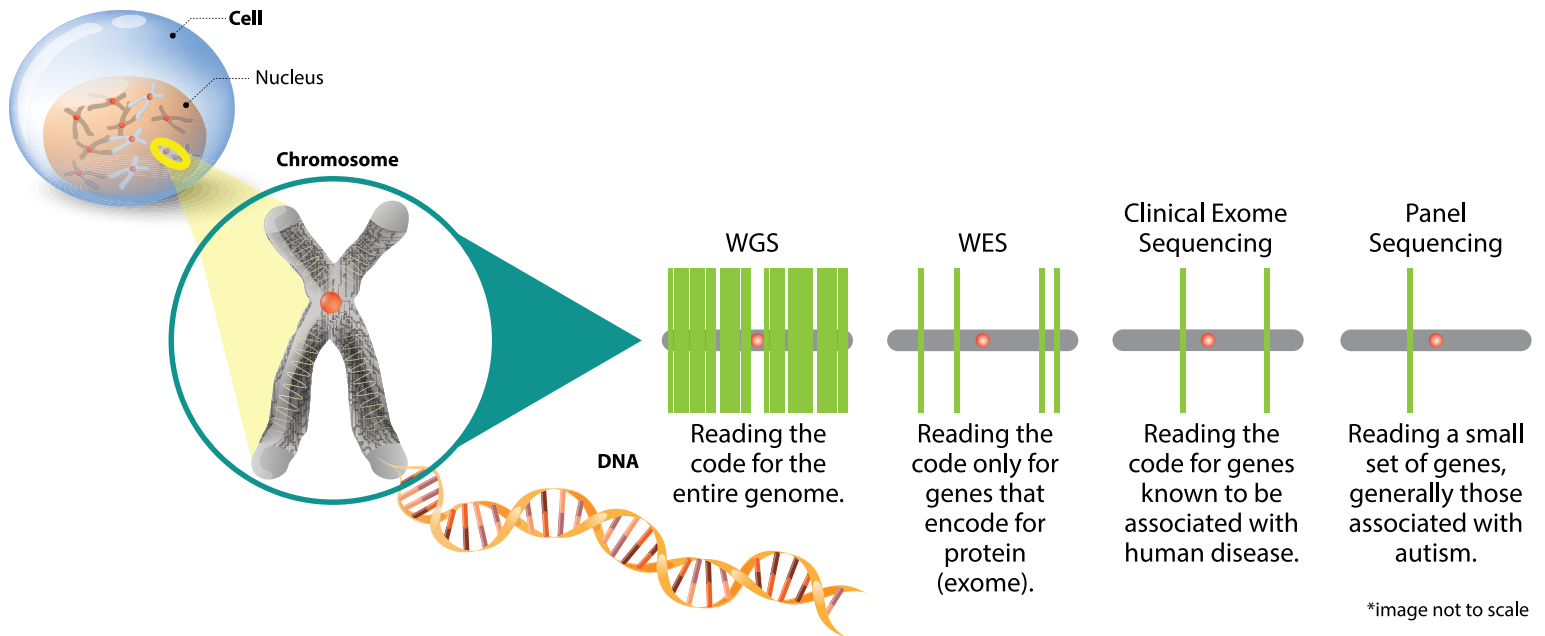 Cell
Nucleus
Chromosome
DNA
WGS
Reading the
code for the
entire genome.
WES
Reading the
code only for
genes that
encode for
protein
(exome).
Clinical Exome
Sequencing
Reading the
code for genes
known to be
associated with
human disease.
Panel
Sequencing
Reading a small
set of genes,
generally those
associated with
autism.
*image not to scale